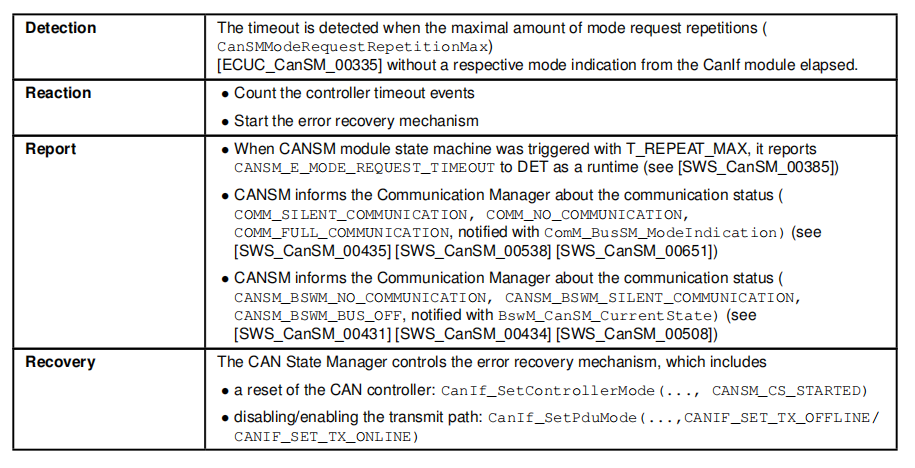 Detection
The timeout is detected when the maximal amount of mode request repetitions (
CanSMModeRequestRepetitionMax)
[ECUC_CanSM_00335] without a respective mode indication from the CanIf module elapsed.
Reaction
• Count the controller timeout events
• Start the error recovery mechanism
Report
• When CANSM module state machine was triggered with T_REPEAT_MAX, it reports
CANSM_E_MODE_REQUEST_TIMEOUT to DET as a runtime (see [SWS_CanSM_00385])
• CANSM informs the Communication Manager about the communication status (
COMM_SILENT_COMMUNICATION, COMM_NO_COMMUNICATION,
COMM_FULL_COMMUNICATION, notified with ComM_BusSM_ModeIndication) (see
[SWS_CanSM_00435] [SWS_CanSM_00538] [SWS_CanSM_00651])
• CANSM informs the Communication Manager about the communication status (
CANSM_BSWM_NO_COMMUNICATION, CANSM_BSWM_SILENT_COMMUNICATION,
CANSM_BSWM_BUS_OFF, notified with BswM_CanSM_CurrentState) (see
[SWS_CanSM_00431] [SWS_CanSM_00434] [SWS_CanSM_00508])
Recovery
The CAN State Manager controls the error recovery mechanism, which includes
• a reset of the CAN controller: CanIf_SetControllerMode(..., CANSM_CS_STARTED)
• disabling/enabling the transmit path: CanIf_SetPduMode(...,CANIF_SET_TX_OFFLINE/
CANIF_SET_TX_ONLINE)